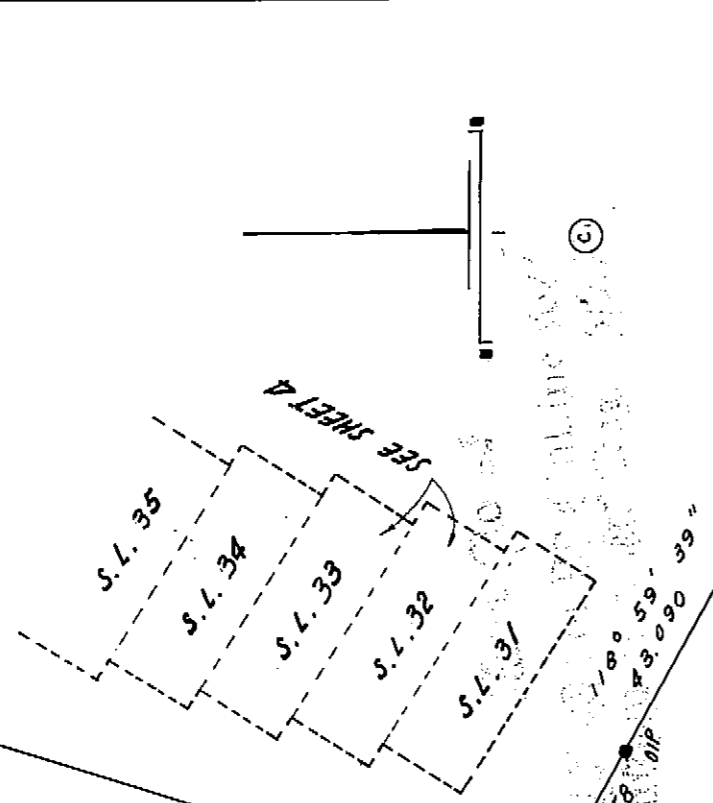 C
SEE SHEET 4
S.L. 35
S.L. 34
S.L. 33
S.L. 32
S.L. 31
118° 59' 39"
43.090
OIP